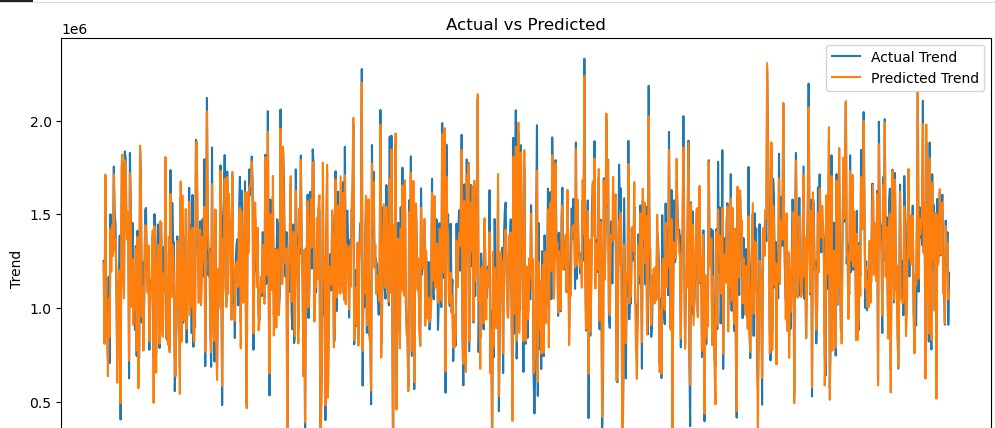 Actual vs Predicted
1e6
Actual Trend
Predicted Trend
2.0
1.5
Trend
1.0
0.5